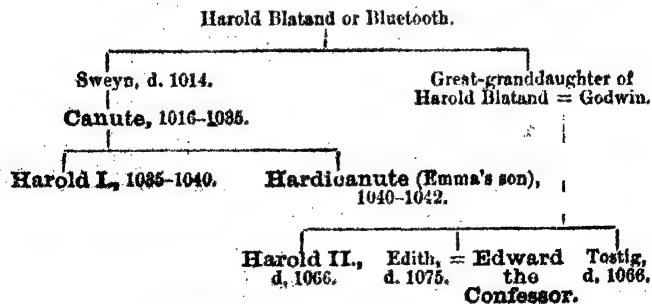 Harold Blatand or Bluetooth.
Sweyn, d. 1014.
Great-granddaughter of
Harold Blatand = Godwin.
Canute, 1016–1035.
Harold I., 1035–1040.
Hardicanute (Emma's son),
1040–1042.
Harold II.,
d. 1066.
Edith,
d. 1075.
= Edward
the
Confessor.
Tostig,
d. 1066.